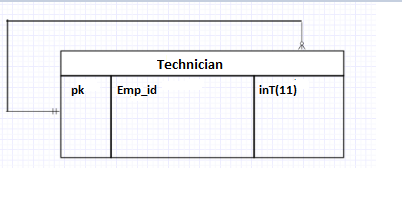 Technician
pk Emp_id inT(11)